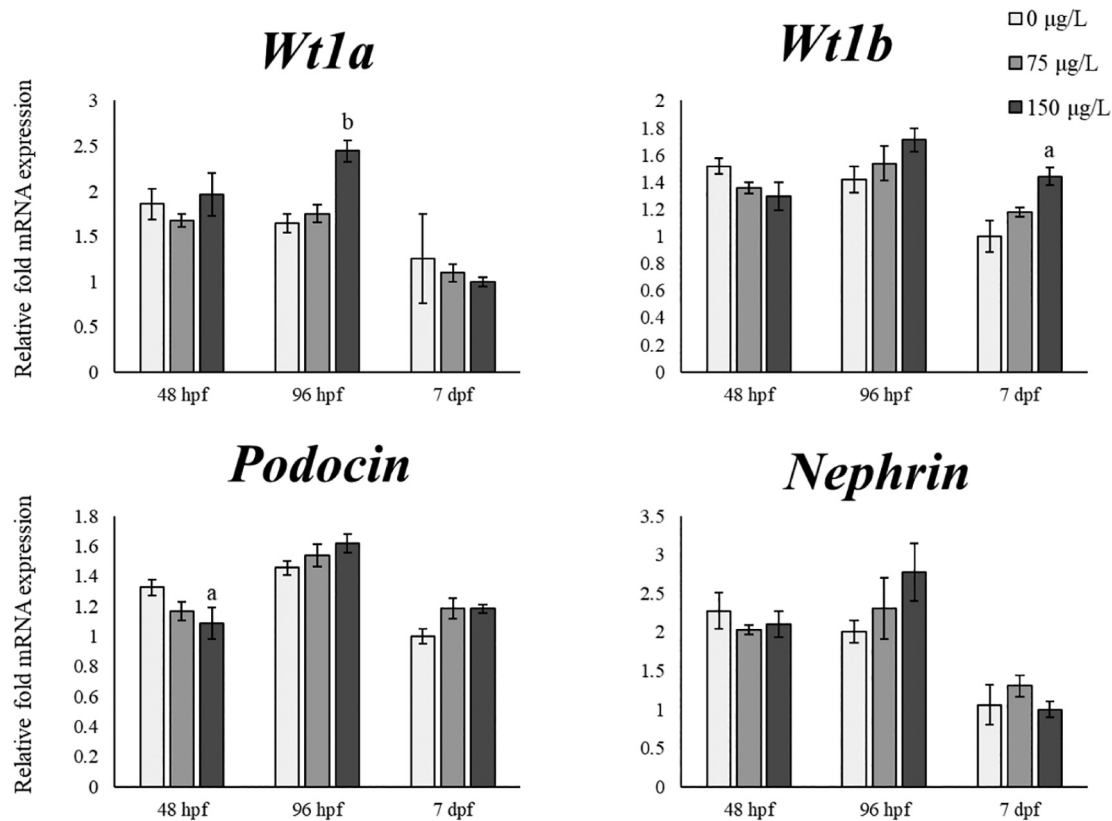 Wt1a
Relative fold mRNA expression
3
2.5
2
1.5
1
0.5
0
b
48 hpf
96 hpf
7 dpf
Wt1b
0 μg/L
75 μg/L
150 μg/L
2
1.8
1.6
1.4
1.2
1
0.8
0.6
0.4
0.2
0
a
48 hpf
96 hpf
7 dpf
Podocin
Relative fold mRNA expression
1.8
1.6
1.4
1.2
1
0.8
0.6
0.4
0.2
0
a
48 hpf
96 hpf
7 dpf
Nephrin
3.5
3
2.5
2
1.5
1
0.5
0
48 hpf
96 hpf
7 dpf